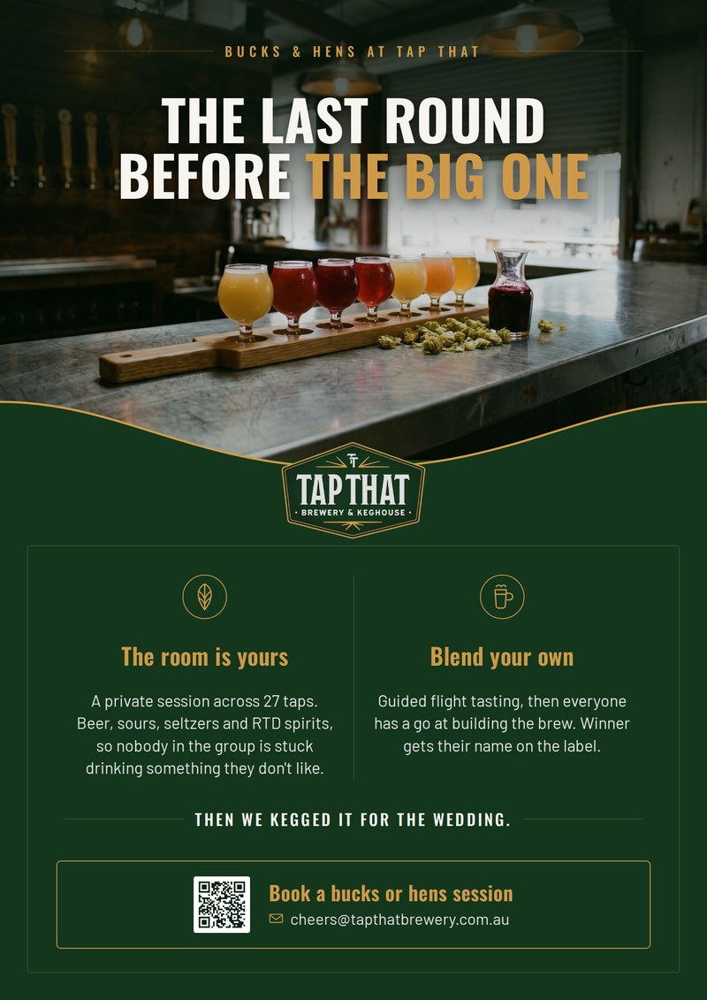 BUCKS & HENS AT TAP THAT
THE LAST ROUND
BEFORE THE BIG ONE
TT
TAP THAT
• BREWERY & KEGHOUSE •
The room is yours
A private session across 27 taps.
Beer, sours, seltzers and RTD spirits,
so nobody in the group is stuck
drinking something they don't like.
Blend your own
Guided flight tasting, then everyone
has a go at building the brew. Winner
gets their name on the label.
THEN WE KEGGED IT FOR THE WEDDING.
Book a bucks or hens session
cheers@tapthatbrewery.com.au